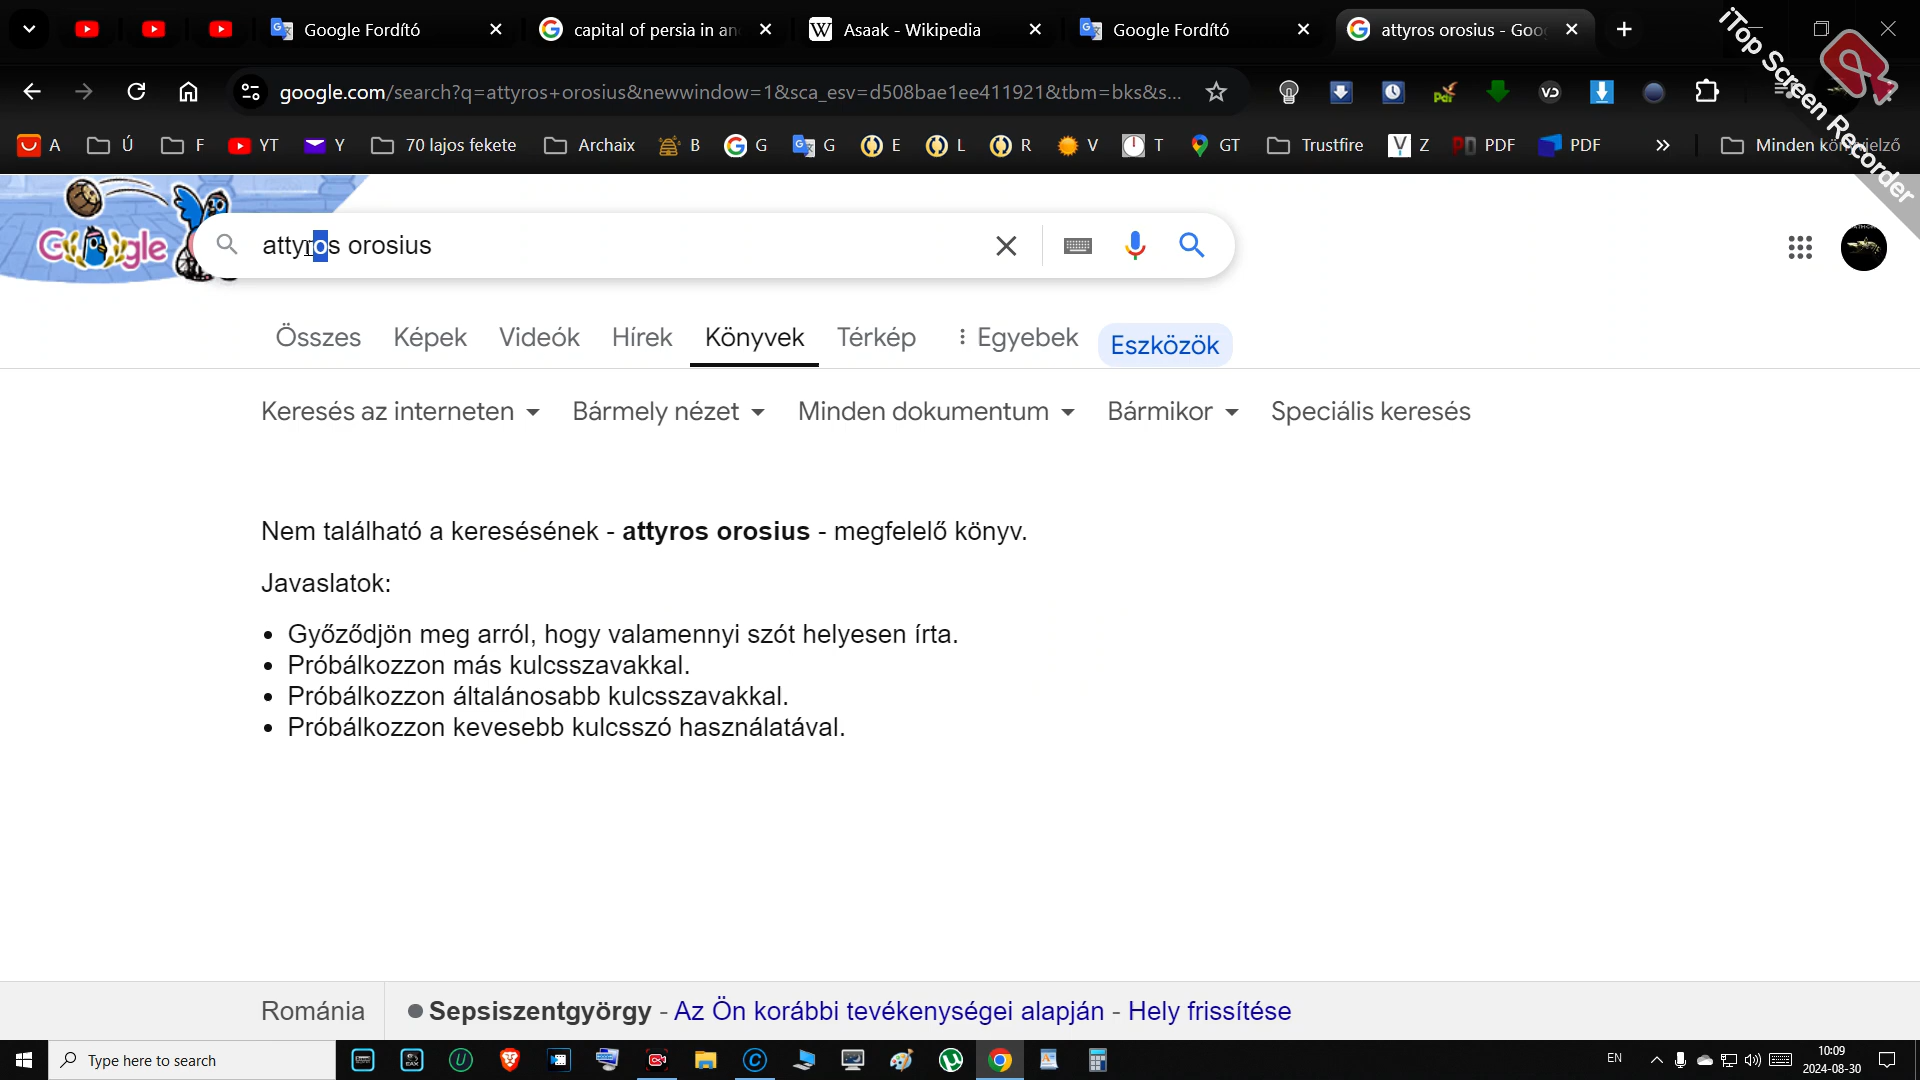 Google Fordító
capital of persia in an
Asaak - Wikipedia
Google Fordító
attyros orosius - Goo
google.com/search?q=attyros+orosius&newwindow=1&sca_esv=d508bae1ee411921&tbm=bks&s...
A
Ú
F
YT
Y
70 lajos fekete
Archaix
B
G
G
E
L
R
V
T
GT
Trustfire
Z
PDF
PDF
»
Minden könyvjelző
iTop Screen Recorder
Google
attyros orosius
Összes
Képek
Videók
Hírek
Könyvek
Térkép
Egyebek
Eszközök
Keresés az interneten
Bármely nézet
Minden dokumentum
Bármikor
Speciális keresés
Nem található a keresésének - attyros orosius - megfelelő könyv.
Javaslatok:
Győződjön meg arról, hogy valamennyi szót helyesen írta.
Próbálkozzon más kulcsszavakkal.
Próbálkozzon általánosabb kulcsszavakkal.
Próbálkozzon kevesebb kulcsszó használatával.
Románia
Sepsiszentgyörgy - Az Ön korábbi tevékenységei alapján - Hely frissítése
Type here to search
EN
10:09
2024-08-30